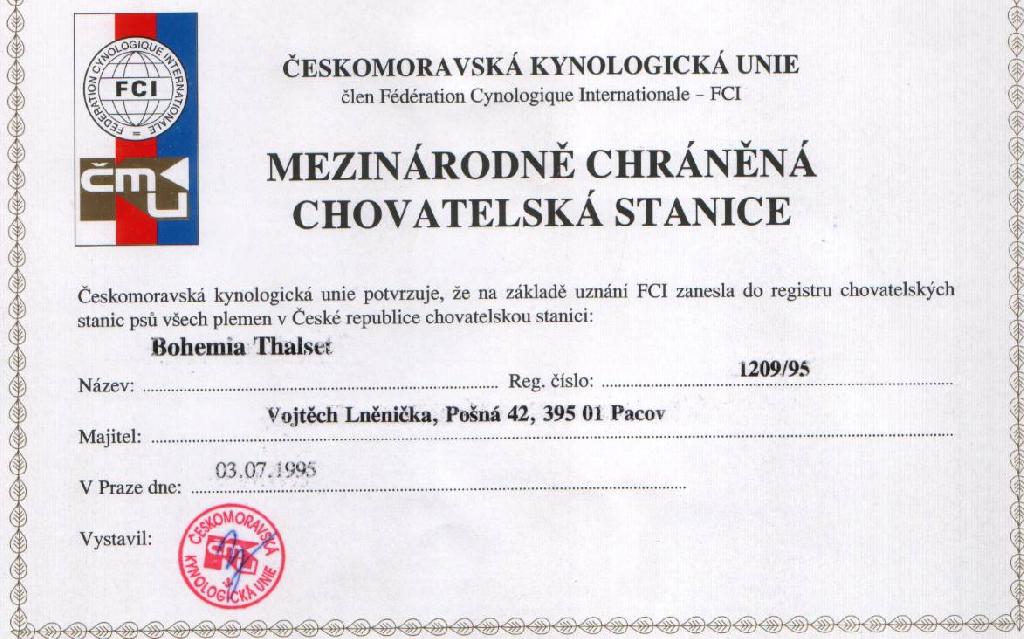 FEDERATION CYNOLOGIQUE INTERNATIONALE
FCI
čmku
ČESKOMORAVSKÁ KYNOLOGICKÁ UNIE
člen Fédération Cynologique Internationale – FCI
MEZINÁRODNĚ CHRÁNĚNÁ
CHOVATELSKÁ STANICE
Českomoravská kynologická unie potvrzuje, že na základě uznání FCI zanesla do registru chovatelských
stanic psů všech plemen v České republice chovatelskou stanici:
Bohemia Thalset
Název: Reg. číslo: 1209/95
Vojtěch Lněnička, Pošná 42, 395 01 Pacov
Majitel:
03.07.1995
V Praze dne:
Vystavil:
ČESKOMORAVSKÁ
KYNOLOGICKÁ UNIE